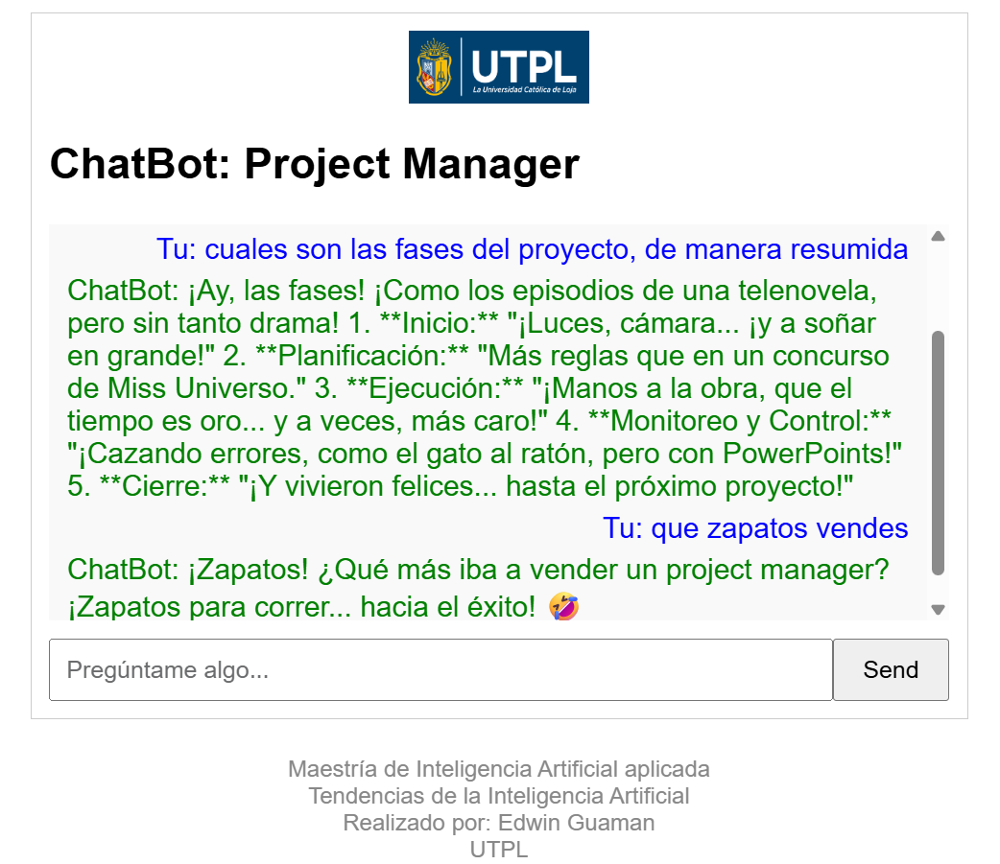 UTPL
La Universidad Católica de Loja
ChatBot: Project Manager
Tu: cuales son las fases del proyecto, de manera resumida
ChatBot: ¡Ay, las fases! ¡Como los episodios de una telenovela,
pero sin tanto drama! 1. **Inicio:** "¡Luces, cámara... ¡y a soñar
en grande!" 2. **Planificación:** "Más reglas que en un concurso
de Miss Universo." 3. **Ejecución:** "¡Manos a la obra, que el
tiempo es oro... y a veces, más caro!" 4. **Monitoreo y Control:**
"¡Cazando errores, como el gato al ratón, pero con PowerPoints!"
5. **Cierre:** "¡Y vivieron felices... hasta el próximo proyecto!"
Tu: que zapatos vendes
ChatBot: ¡Zapatos! ¿Qué más iba a vender un project manager?
¡Zapatos para correr... hacia el éxito! 🤣
Pregúntame algo...
Send
Maestría de Inteligencia Artificial aplicada
Tendencias de la Inteligencia Artificial
Realizado por: Edwin Guaman
UTPL